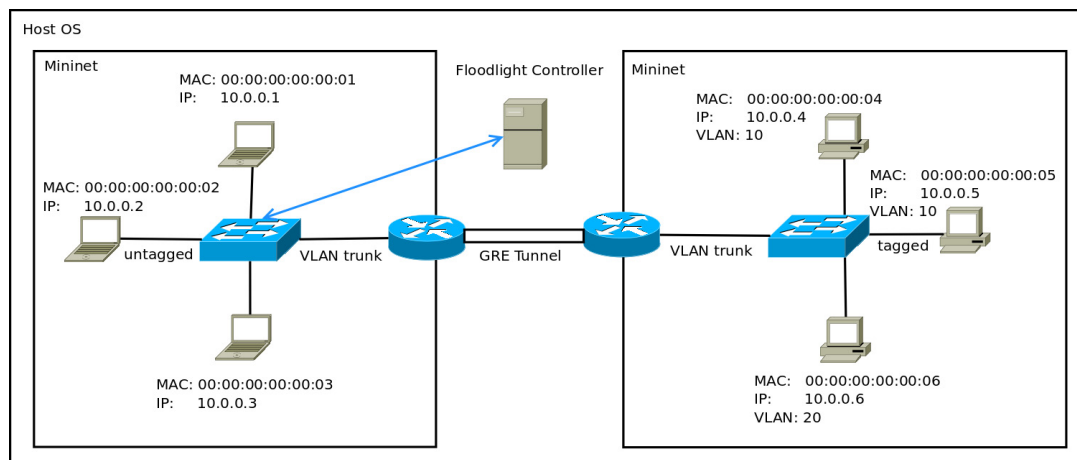 Host OS
Mininet
MAC: 00:00:00:00:00:01
IP: 10.0.0.1
Floodlight Controller
Mininet
MAC: 00:00:00:00:00:04
IP: 10.0.0.4
VLAN: 10
MAC: 00:00:00:00:00:02
IP: 10.0.0.2
MAC: 00:00:00:00:00:05
IP: 10.0.0.5
VLAN: 10
untagged
VLAN trunk
GRE Tunnel
VLAN trunk
tagged
MAC: 00:00:00:00:00:03
IP: 10.0.0.3
MAC: 00:00:00:00:00:06
IP: 10.0.0.6
VLAN: 20